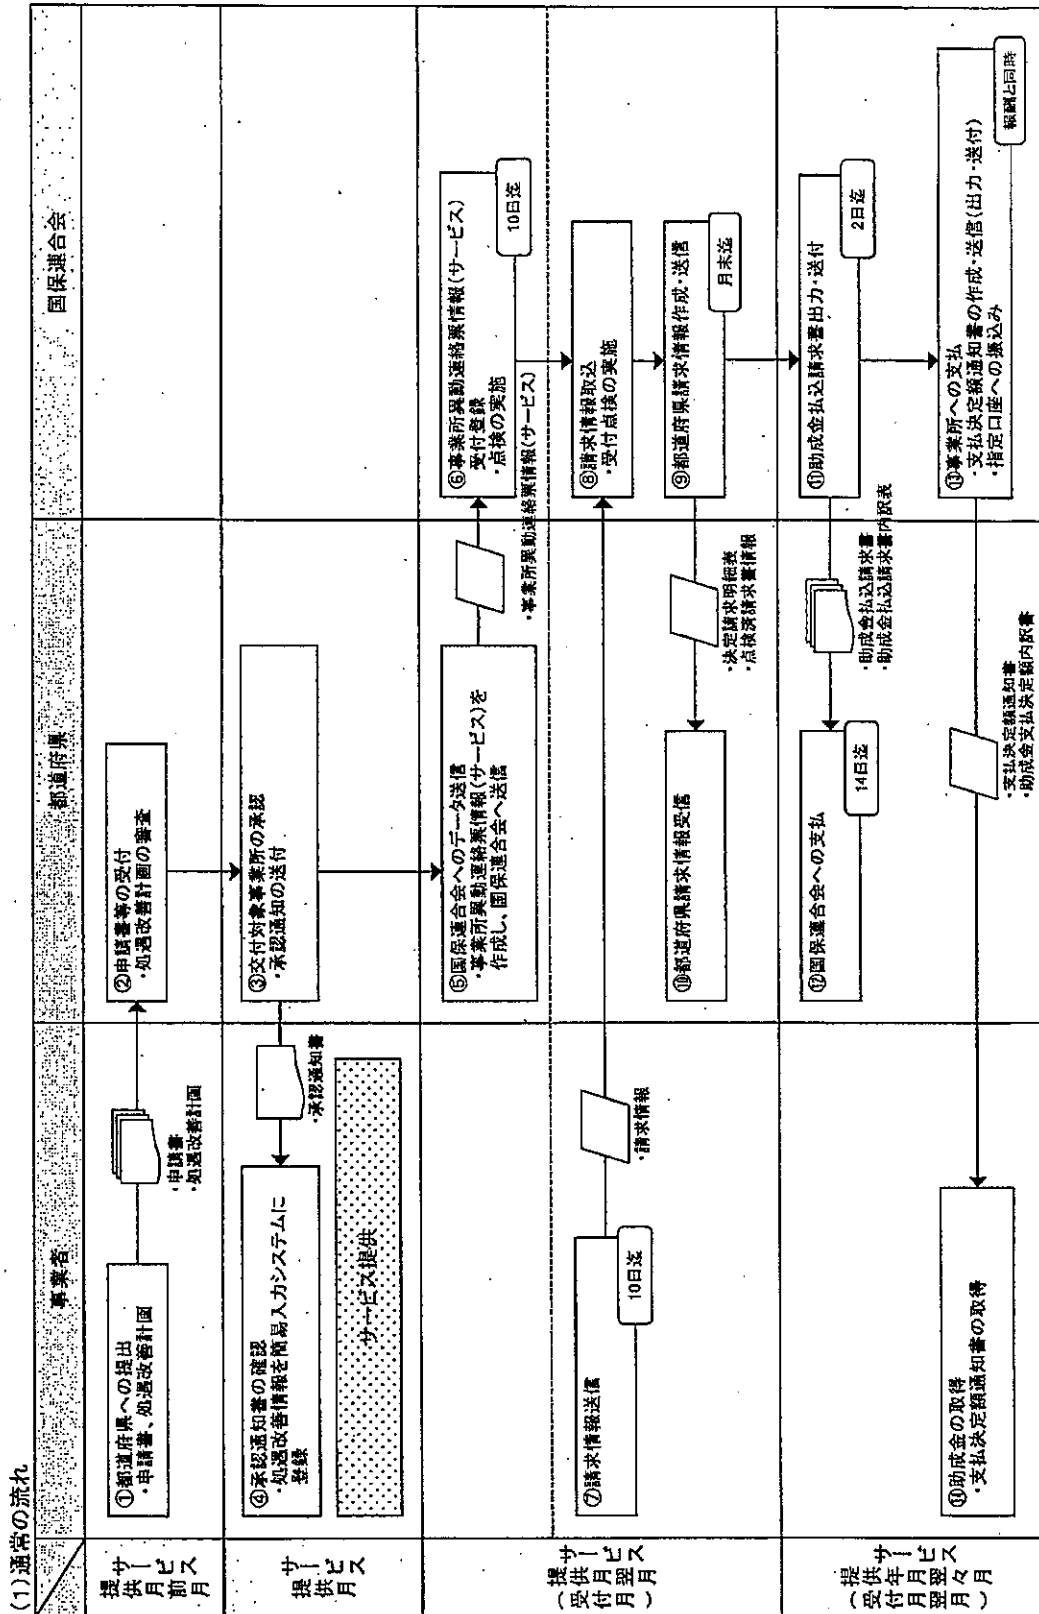 (1)通常の流れ
事業者
都道府県
国保連合会
サービス
提供月前月
①都道府県への提出
・申請書、処遇改善計画
・申請書
・処遇改善計画
②申請書等の受付
・処遇改善計画の審査
サービス
提供月
③交付対象事業所の承認
・承認通知の送付
・承認通知書
④承認通知書の確認
・処遇改善情報を簡易入力システムに
登録
サービス提供
サービス
提供月翌月
(受付月)
⑤国保連合会へのデータ送信
・事業所異動連絡票情報(サービス)を
作成し、国保連合会へ送信
・事業所異動連絡票情報(サービス)
⑥事業所異動連絡票情報(サービス)
受付登録
・点検の実施
10日迄
⑦請求情報送信
10日迄
・請求情報
⑧請求情報取込
・受付点検の実施
⑨都道府県請求情報作成・送信
月末迄
・決定請求明細表
・点検済請求書情報
⑩都道府県請求情報受信
サービス
提供月翌々月
(受付年月翌月)
⑪助成金払込請求書出力・送付
2日迄
・助成金払込請求書
・助成金払込請求書内訳表
⑫国保連合会への支払
14日迄
⑬事業所への支払
・支払決定額通知書の作成・送信(出力・送付)
・指定口座への振込み
報酬と同時
・支払決定額通知書
・助成金支払決定額内訳書
⑭助成金の取得
・支払決定額通知書の取得